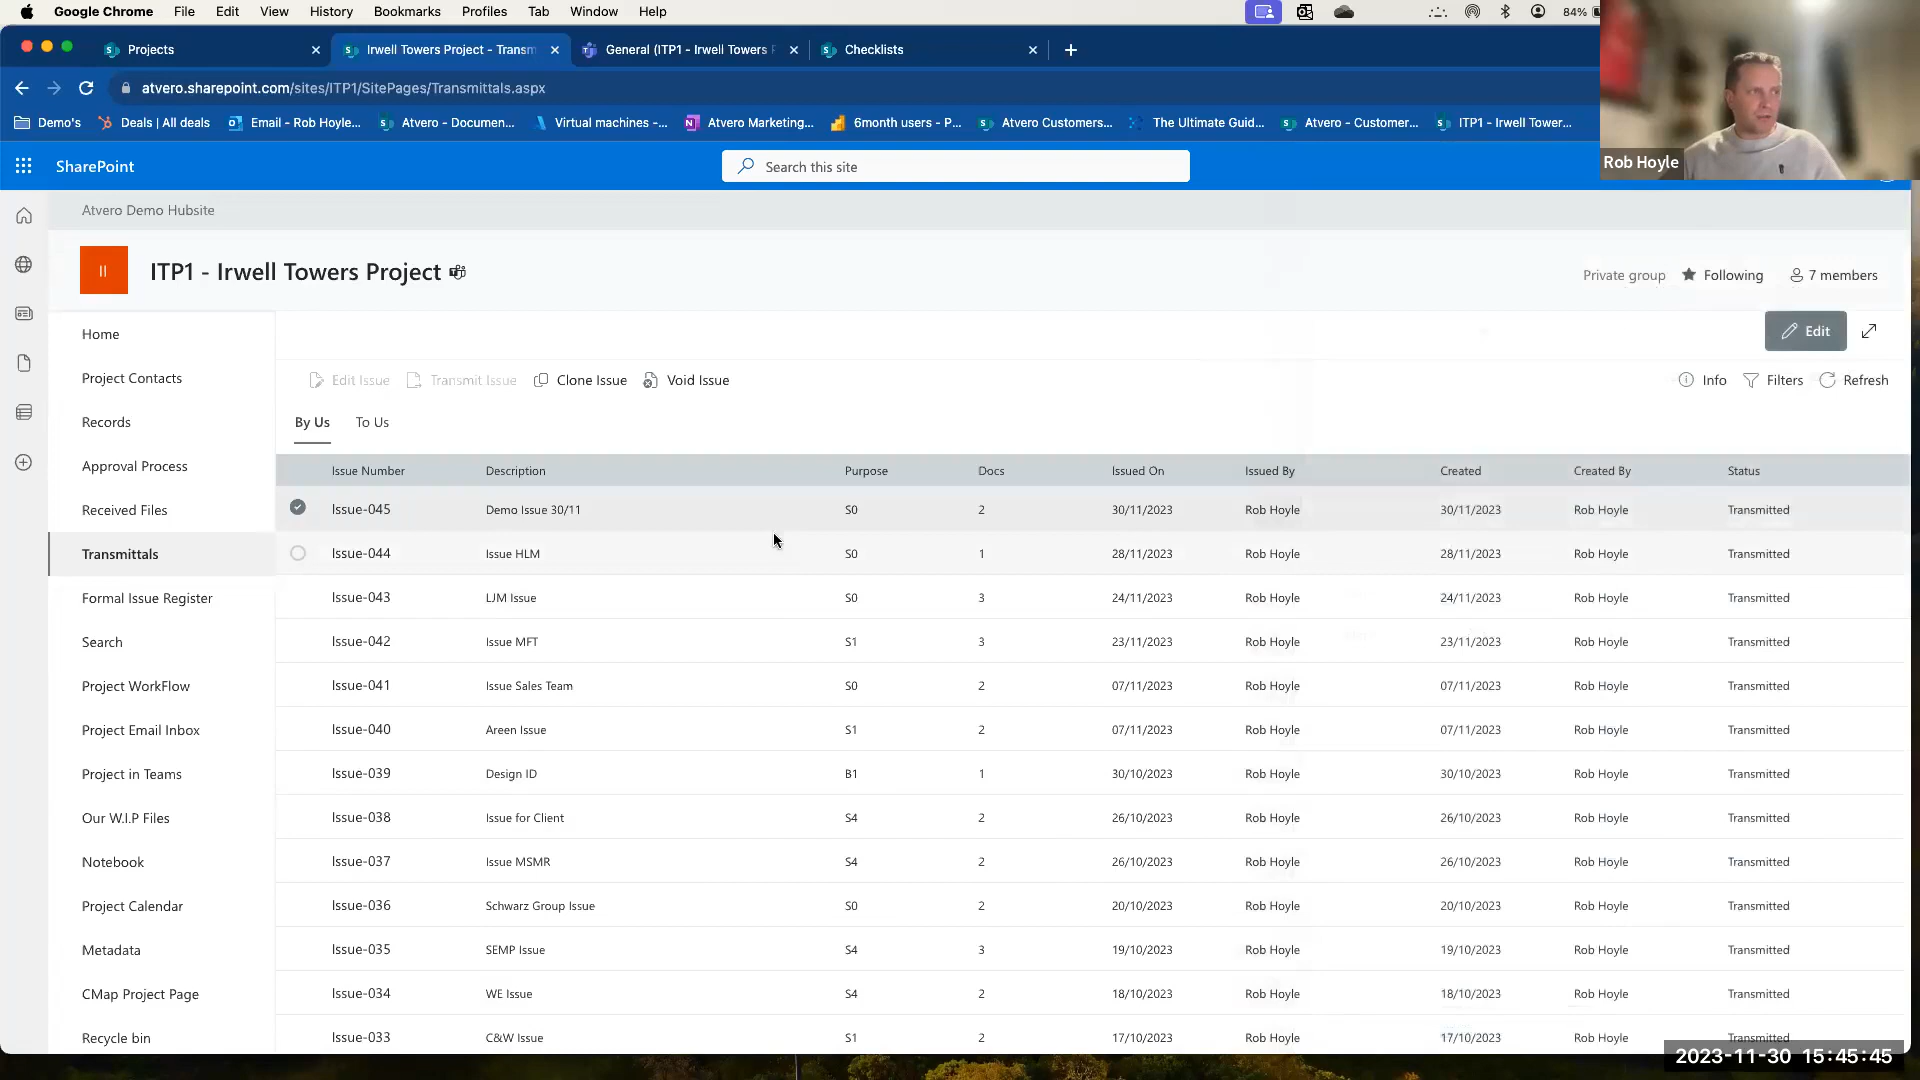 Google Chrome File Edit View History Bookmarks Profiles Tab Window Help 84%
Projects Irwell Towers Project - Transm General (ITP1 - Irwell Towers P Checklists
atvero.sharepoint.com/sites/ITP1/SitePages/Transmittals.aspx
Demo's Deals | All deals Email - Rob Hoyle... Atvero - Documen... Virtual machines -... Atvero Marketing... 6month users - P... Atvero Customers... The Ultimate Guid... Atvero - Customer... ITP1 - Irwell Tower...
Rob Hoyle
SharePoint Search this site
Atvero Demo Hubsite
II ITP1 - Irwell Towers Project
Private group Following 7 members
Home
Project Contacts
Records
Approval Process
Received Files
Transmittals
Formal Issue Register
Search
Project WorkFlow
Project Email Inbox
Project in Teams
Our W.I.P Files
Notebook
Project Calendar
Metadata
CMap Project Page
Recycle bin
Edit
Edit Issue Transmit Issue Clone Issue Void Issue Info Filters Refresh
By Us To Us
Issue Number Description Purpose Docs Issued On Issued By Created Created By Status
Issue-045 Demo Issue 30/11 S0 2 30/11/2023 Rob Hoyle 30/11/2023 Rob Hoyle Transmitted
Issue-044 Issue HLM S0 1 28/11/2023 Rob Hoyle 28/11/2023 Rob Hoyle Transmitted
Issue-043 LJM Issue S0 3 24/11/2023 Rob Hoyle 24/11/2023 Rob Hoyle Transmitted
Issue-042 Issue MFT S1 3 23/11/2023 Rob Hoyle 23/11/2023 Rob Hoyle Transmitted
Issue-041 Issue Sales Team S0 2 07/11/2023 Rob Hoyle 07/11/2023 Rob Hoyle Transmitted
Issue-040 Areen Issue S1 2 07/11/2023 Rob Hoyle 07/11/2023 Rob Hoyle Transmitted
Issue-039 Design ID B1 1 30/10/2023 Rob Hoyle 30/10/2023 Rob Hoyle Transmitted
Issue-038 Issue for Client S4 2 26/10/2023 Rob Hoyle 26/10/2023 Rob Hoyle Transmitted
Issue-037 Issue MSMR S4 2 26/10/2023 Rob Hoyle 26/10/2023 Rob Hoyle Transmitted
Issue-036 Schwarz Group Issue S0 2 20/10/2023 Rob Hoyle 20/10/2023 Rob Hoyle Transmitted
Issue-035 SEMP Issue S4 3 19/10/2023 Rob Hoyle 19/10/2023 Rob Hoyle Transmitted
Issue-034 WE Issue S4 2 18/10/2023 Rob Hoyle 18/10/2023 Rob Hoyle Transmitted
Issue-033 C&W Issue S1 2 17/10/2023 Rob Hoyle 17/10/2023 Rob Hoyle Transmitted
2023-11-30 15:45:45